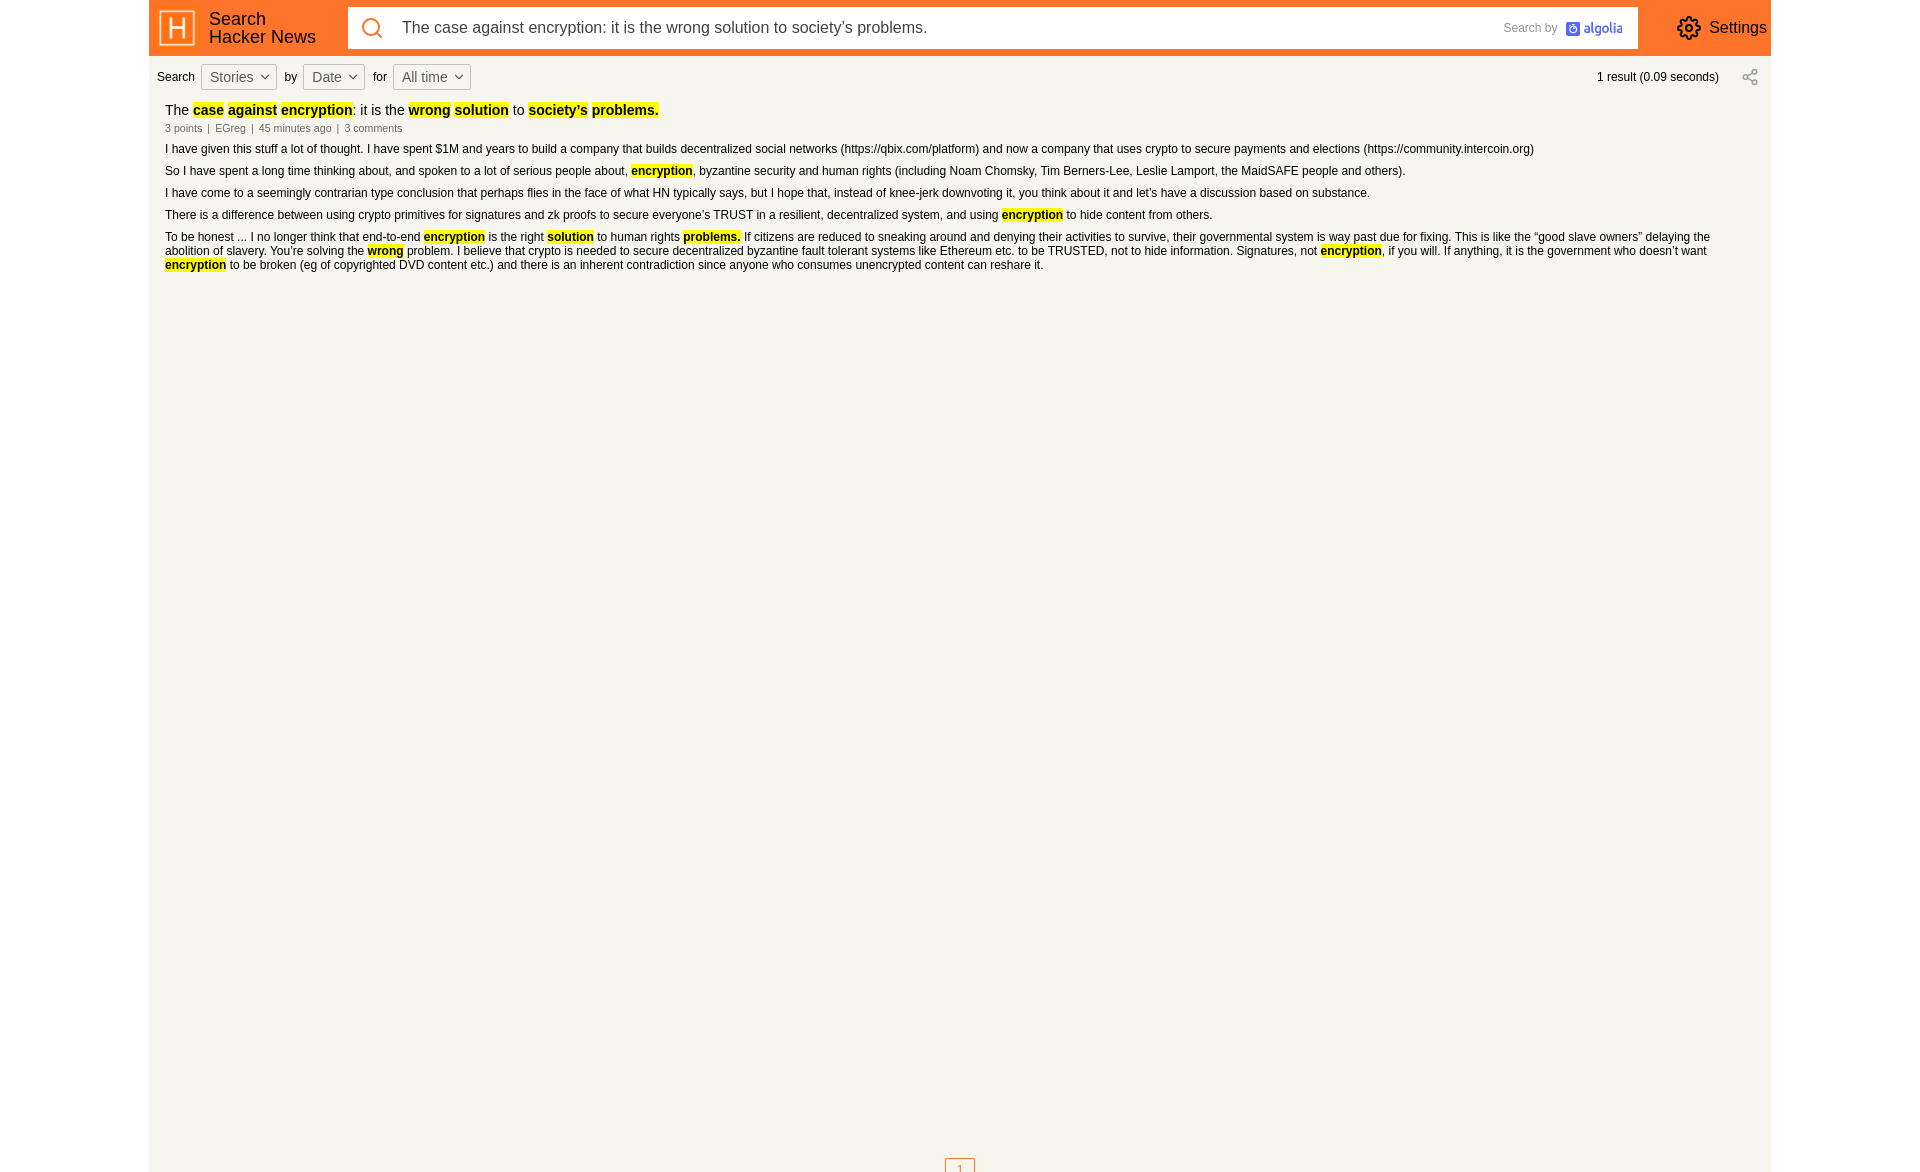 H
Search
Hacker News
The case against encryption: it is the wrong solution to society’s problems.
Search by algolia
Settings
Search Stories by Date for All time
1 result (0.09 seconds)
The case against encryption: it is the wrong solution to society’s problems.
3 points | EGreg | 45 minutes ago | 3 comments
I have given this stuff a lot of thought. I have spent $1M and years to build a company that builds decentralized social networks (https://qbix.com/platform) and now a company that uses crypto to secure payments and elections (https://community.intercoin.org)
So I have spent a long time thinking about, and spoken to a lot of serious people about, encryption, byzantine security and human rights (including Noam Chomsky, Tim Berners-Lee, Leslie Lamport, the MaidSAFE people and others).
I have come to a seemingly contrarian type conclusion that perhaps flies in the face of what HN typically says, but I hope that, instead of knee-jerk downvoting it, you think about it and let’s have a discussion based on substance.
There is a difference between using crypto primitives for signatures and zk proofs to secure everyone’s TRUST in a resilient, decentralized system, and using encryption to hide content from others.
To be honest ... I no longer think that end-to-end encryption is the right solution to human rights problems. If citizens are reduced to sneaking around and denying their activities to survive, their governmental system is way past due for fixing. This is like the “good slave owners” delaying the
abolition of slavery. You’re solving the wrong problem. I believe that crypto is needed to secure decentralized byzantine fault tolerant systems like Ethereum etc. to be TRUSTED, not to hide information. Signatures, not encryption, if you will. If anything, it is the government who doesn’t want
encryption to be broken (eg of copyrighted DVD content etc.) and there is an inherent contradiction since anyone who consumes unencrypted content can reshare it.
1